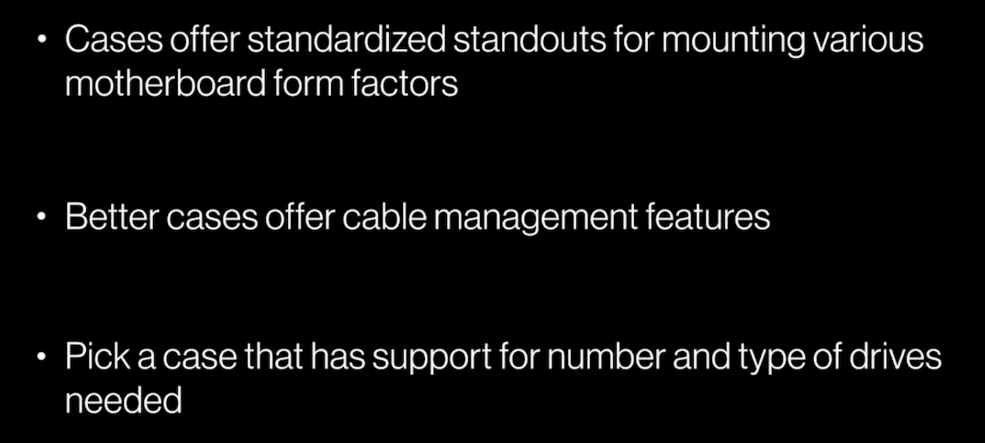 • Cases offer standardized standouts for mounting various
motherboard form factors
• Better cases offer cable management features
• Pick a case that has support for number and type of drives
needed